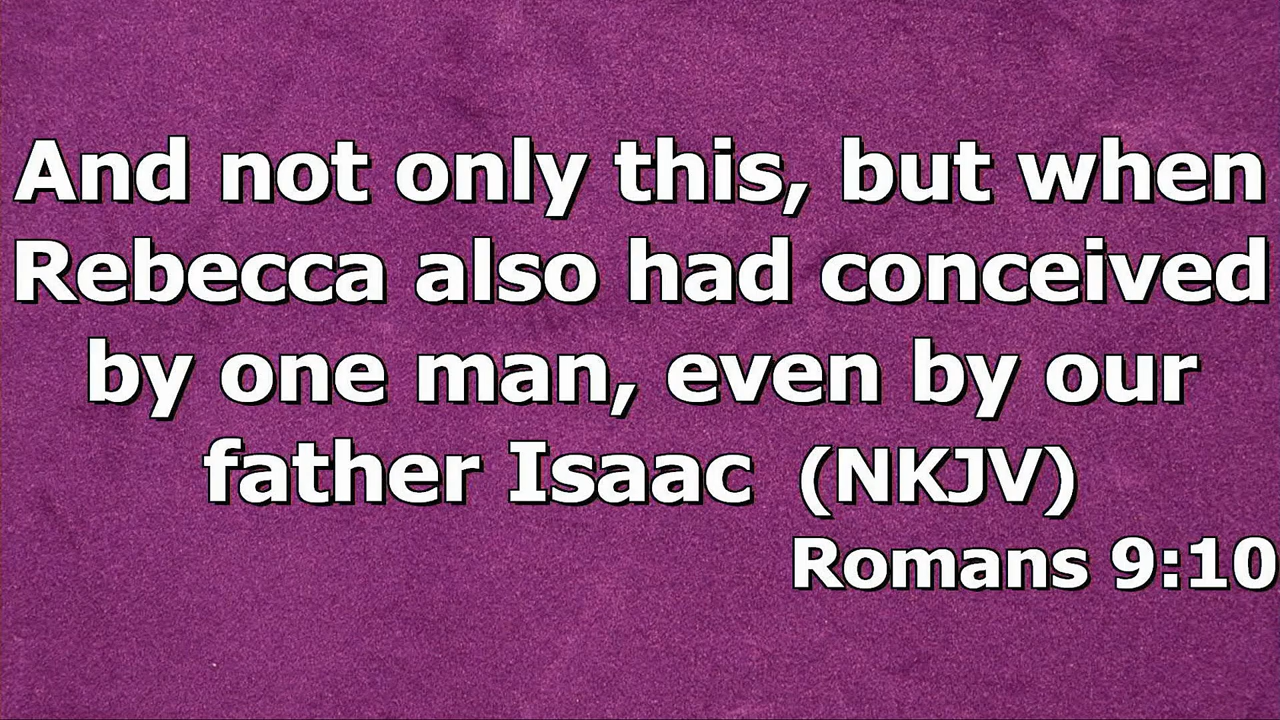 And not only this, but when
Rebecca also had conceived
by one man, even by our
father Isaac (NKJV)
Romans 9:10